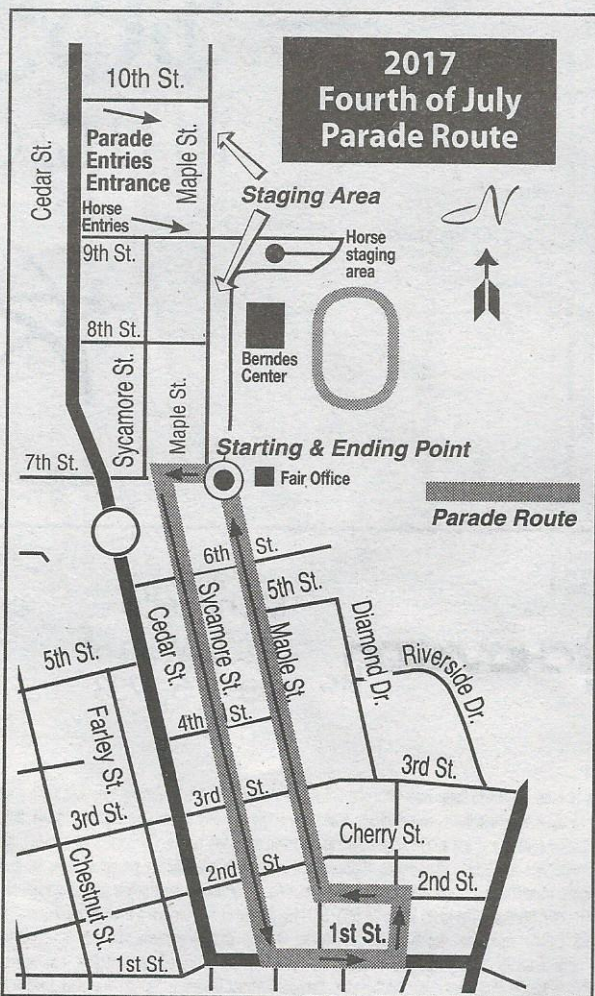 2017
Fourth of July
Parade Route
10th St.
Parade
Entries
Entrance
Cedar St.
Maple St.
Staging Area
N
Horse
Entries
9th St.
Horse
staging
area
8th St.
Berndes
Center
Sycamore St.
Maple St.
Starting & Ending Point
7th St.
Fair Office
Parade Route
6th St.
5th St.
Cedar St.
Sycamore St.
Maple St.
Diamond Dr.
Riverside Dr.
5th St.
Farley St.
4th St.
3rd St.
3rd St.
3rd St.
Cherry St.
Chestnut St.
2nd St.
2nd St.
1st St.
1st St.